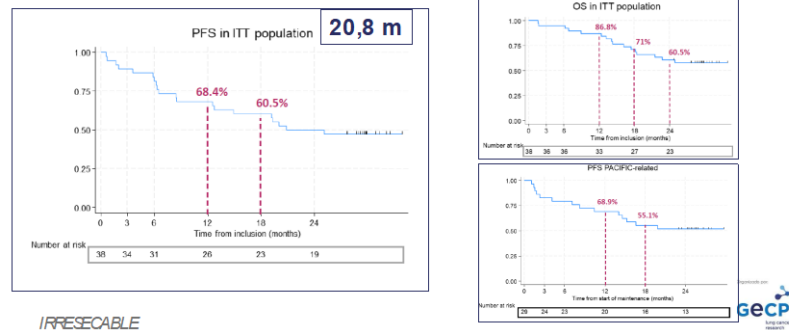 PFS in ITT population
20,8 m
1.00
0.75
0.50
0.25
0.00
68.4%
60.5%
0 3 6 12 18 24
Time from inclusion (months)
Number at risk
38 34 31 26 23 19
IRRESECABLE
OS in ITT population
1.00
0.75
0.50
0.25
0.00
86.8%
71%
60.5%
0 3 6 12 18 24
Time from inclusion (months)
Number at risk
38 36 36 33 27 23
PFS PACIFIC-related
1.00
0.75
0.50
0.25
0.00
68.9%
55.1%
0 3 6 12 18 24
Time from start of maintenance (months)
Number at risk
29 24 23 20 16 13
GECP
lung cancer
research